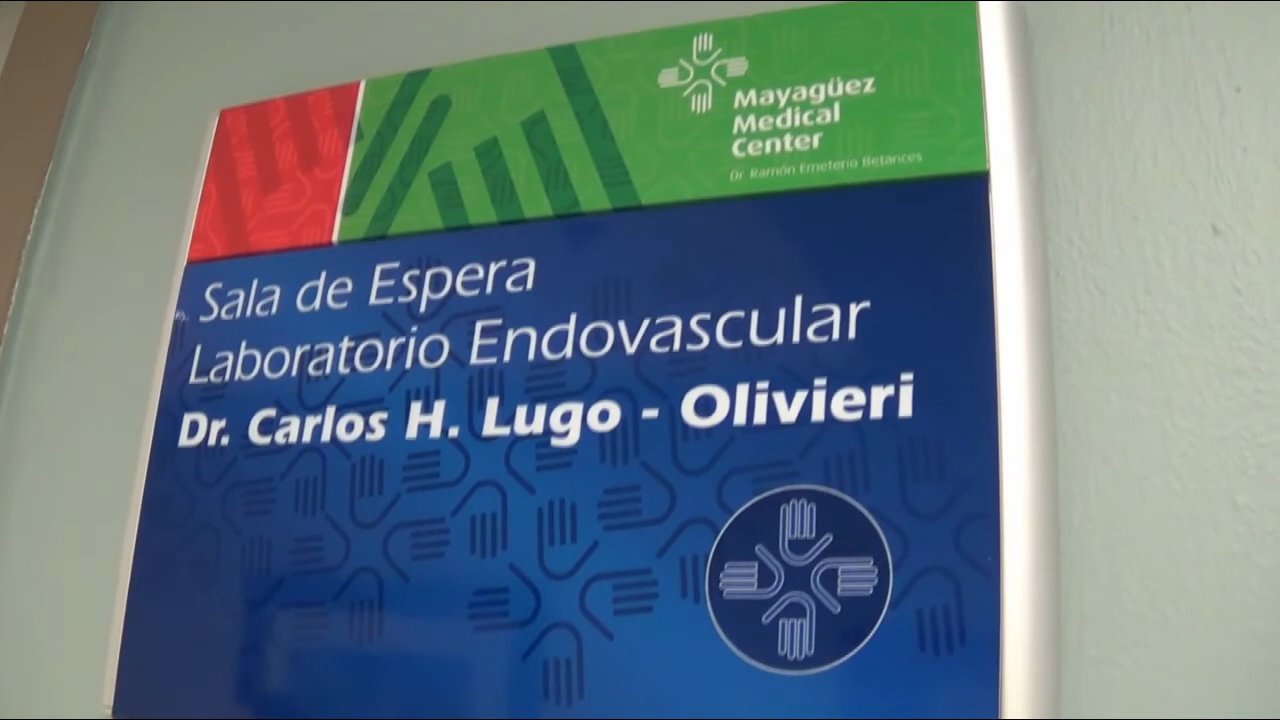 Mayagüez
Medical
Center
Dr. Ramón Emeterio Betances
Sala de Espera
Laboratorio Endovascular
Dr. Carlos H. Lugo - Olivieri